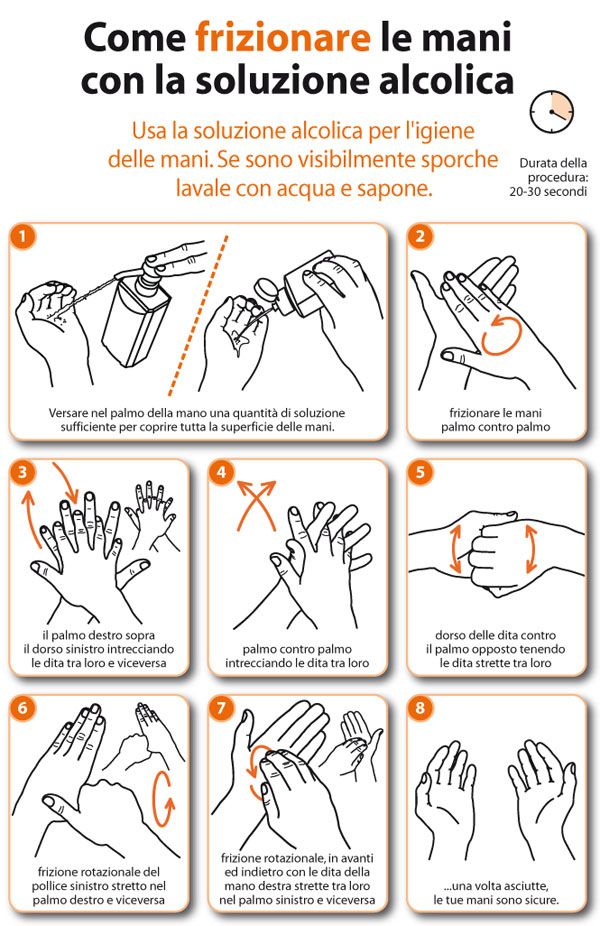 Come frizionare le mani
con la soluzione alcolica
Usa la soluzione alcolica per l'igiene
delle mani. Se sono visibilmente sporche
lavale con acqua e sapone.
Durata della
procedura:
20-30 secondi
1
Versare nel palmo della mano una quantità di soluzione
sufficiente per coprire tutta la superficie delle mani.
2
frizionare le mani
palmo contro palmo
3
il palmo destro sopra
il dorso sinistro intrecciando
le dita tra loro e viceversa
4
palmo contro palmo
intrecciando le dita tra loro
5
dorso delle dita contro
il palmo opposto tenendo
le dita strette tra loro
6
frizione rotazionale del
pollice sinistro stretto nel
palmo destro e viceversa
7
frizione rotazionale, in avanti
ed indietro con le dita della
mano destra strette tra loro
nel palmo sinistro e viceversa
8
...una volta asciutte,
le tue mani sono sicure.